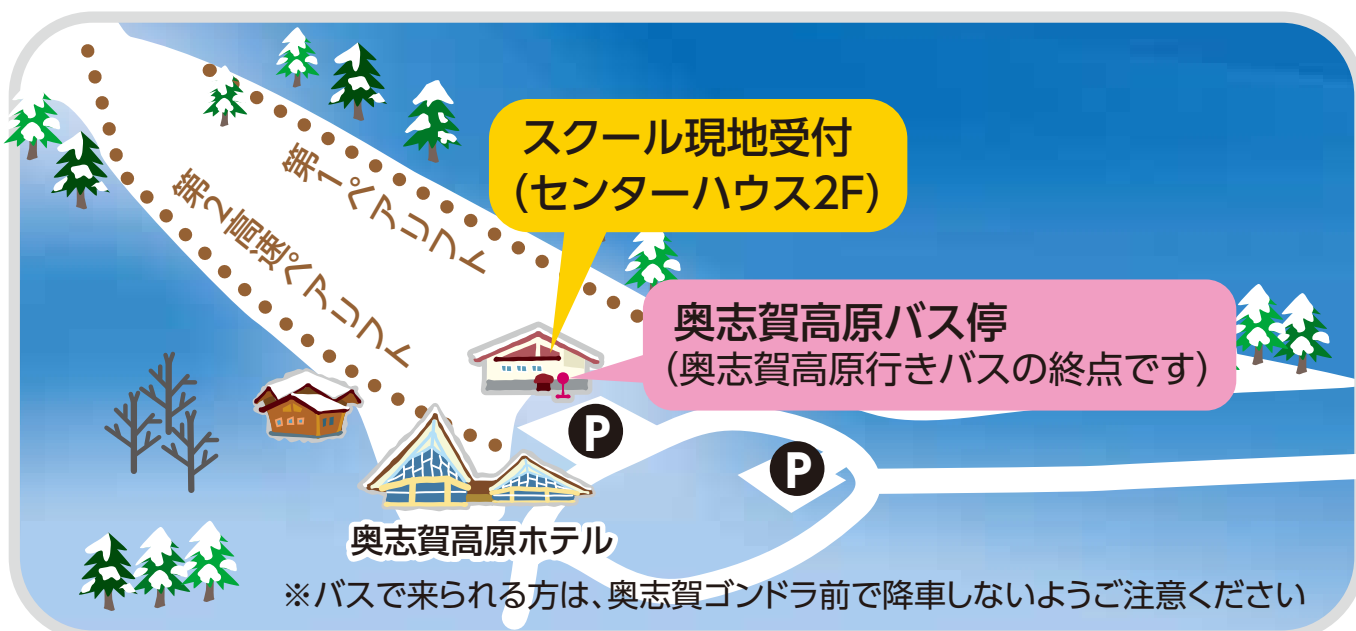 スクール現地受付
（センターハウス2F）
第1ペアリフト
第2高速ペアリフト
奥志賀高原バス停
（奥志賀高原行きバスの終点です）
P
P
奥志賀高原ホテル
※バスで来られる方は、奥志賀ゴンドラ前で降車しないようご注意ください